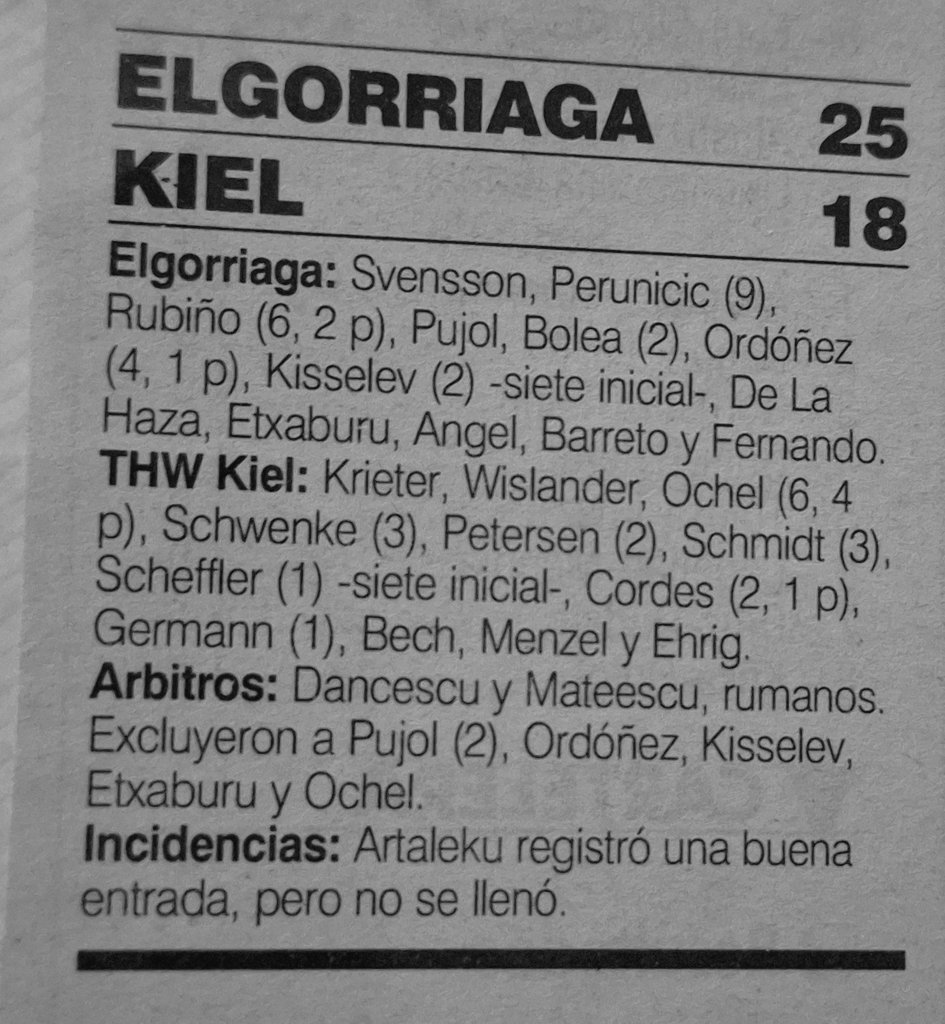 ELGORRIAGA 25
KIEL 18
Elgorriaga: Svensson, Perunicic (9),
Rubiño (6, 2 p), Pujol, Bolea (2), Ordóñez
(4, 1 p), Kisselev (2) -siete inicial-, De La
Haza, Etxaburu, Angel, Barreto y Fernando.
THW Kiel: Krieter, Wislander, Ochel (6, 4
p), Schwenke (3), Petersen (2), Schmidt (3),
Scheffler (1) -siete inicial-, Cordes (2, 1 p),
Germann (1), Bech, Menzel y Ehrig.
Arbitros: Dancescu y Mateescu, rumanos.
Excluyeron a Pujol (2), Ordóñez, Kisselev,
Etxaburu y Ochel.
Incidencias: Artaleku registró una buena
entrada, pero no se llenó.